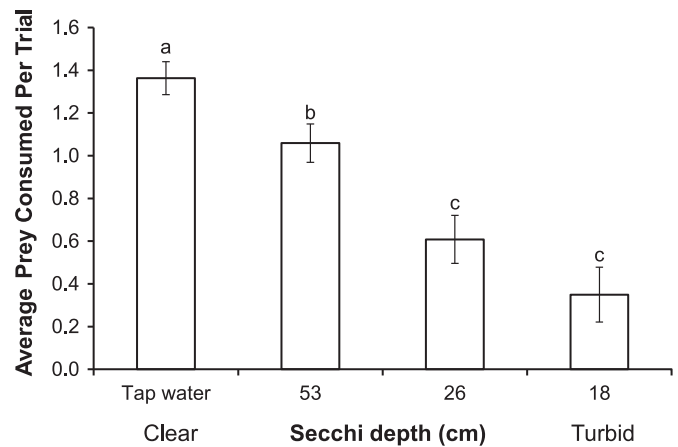 Average Prey Consumed Per Trial
1.6
1.4
1.2
1.0
0.8
0.6
0.4
0.2
0.0
a
b
c
c
Tap water 53 26 18
Clear Secchi depth (cm) Turbid